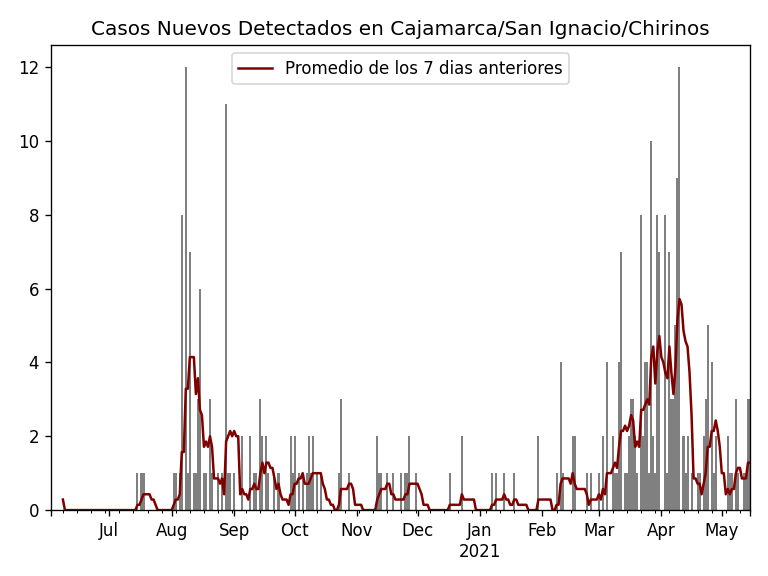 Casos Nuevos Detectados en Cajamarca/San Ignacio/Chirinos
Promedio de los 7 dias anteriores
12
10
8
6
4
2
0
Jul Aug Sep Oct Nov Dec Jan Feb Mar Apr May
2021